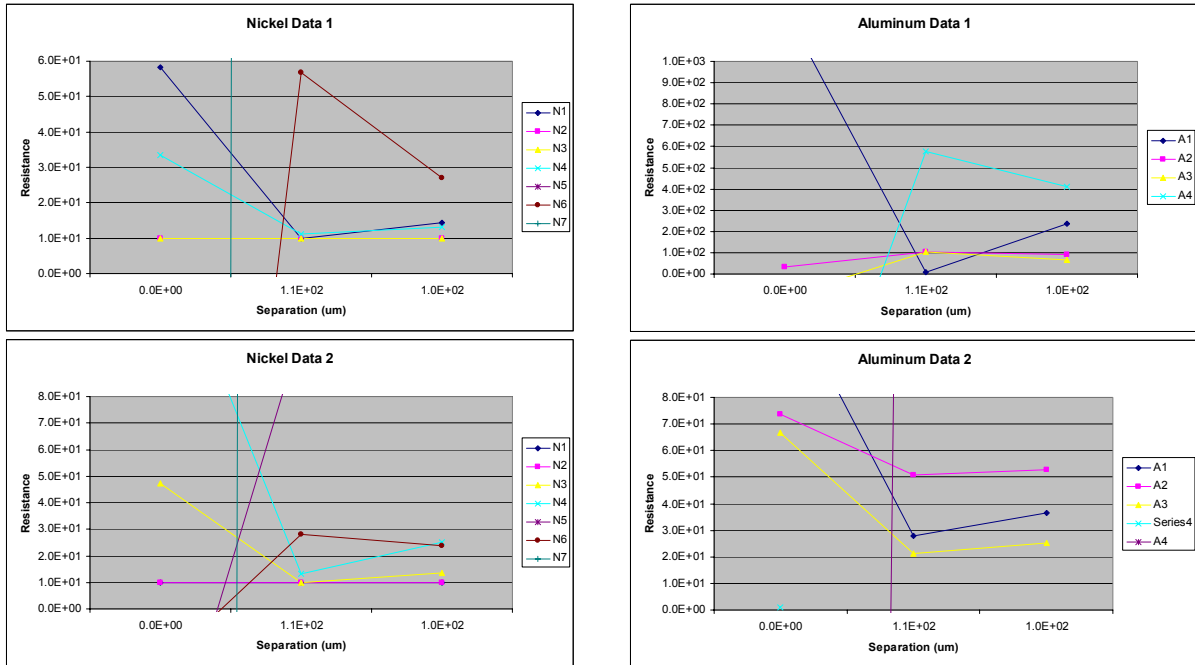 Nickel Data 1
6.0E+01
5.0E+01
4.0E+01
3.0E+01
2.0E+01
1.0E+01
0.0E+00
Resistance
0.0E+00 1.1E+02 1.0E+02
Separation (um)
N1
N2
N3
N4
N5
N6
N7
Aluminum Data 1
1.0E+03
9.0E+02
8.0E+02
7.0E+02
6.0E+02
5.0E+02
4.0E+02
3.0E+02
2.0E+02
1.0E+02
0.0E+00
Resistance
0.0E+00 1.1E+02 1.0E+02
Separation (um)
A1
A2
A3
A4
Nickel Data 2
8.0E+01
7.0E+01
6.0E+01
5.0E+01
4.0E+01
3.0E+01
2.0E+01
1.0E+01
0.0E+00
Resistance
0.0E+00 1.1E+02 1.0E+02
Separation (um)
N1
N2
N3
N4
N5
N6
N7
Aluminum Data 2
8.0E+01
7.0E+01
6.0E+01
5.0E+01
4.0E+01
3.0E+01
2.0E+01
1.0E+01
0.0E+00
Resistance
0.0E+00 1.1E+02 1.0E+02
Separation (um)
A1
A2
A3
Series4
A4